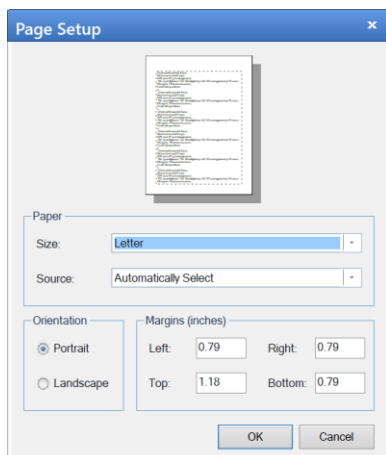 Page Setup
Paper
Size: Letter
Source: Automatically Select
Orientation Margins (inches)
Portrait Left: 0.79 Right: 0.79
Landscape Top: 1.18 Bottom: 0.79
OK Cancel